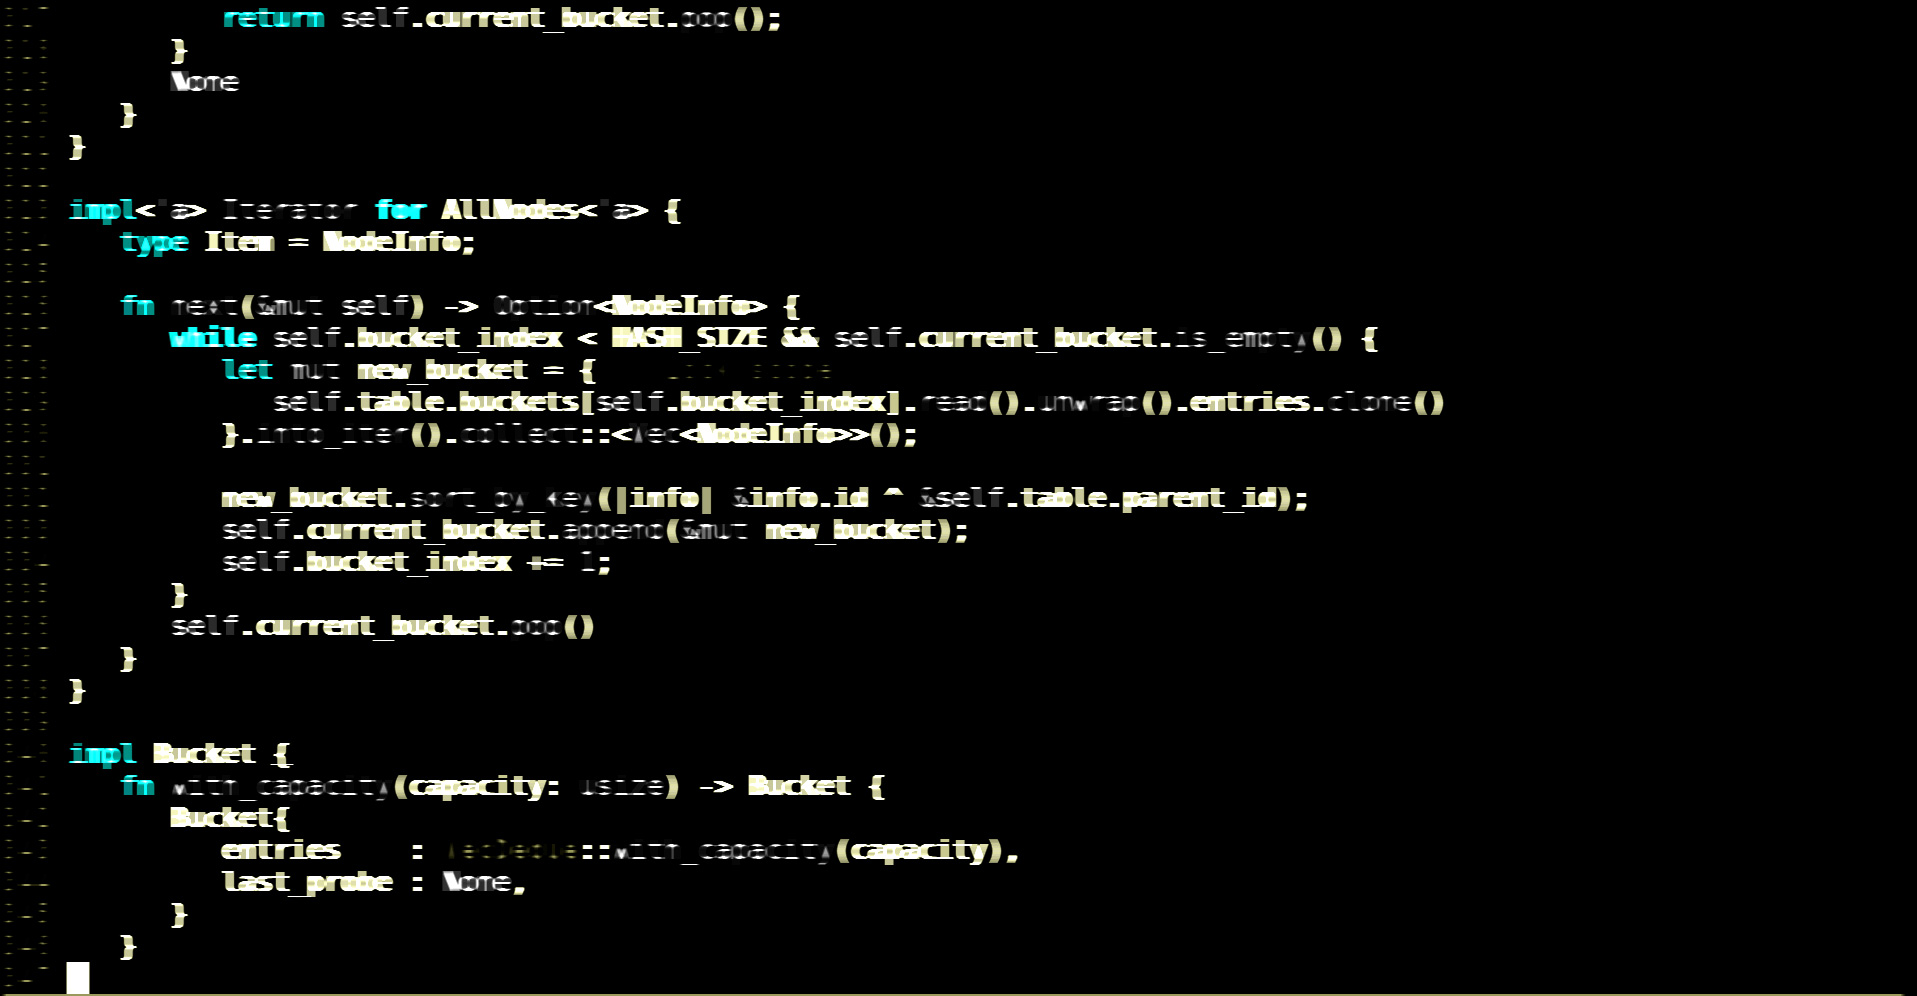 return self.current_bucket.pop();
}
None
}
}
impl<'a> Iterator for AllNodes<'a> {
type Item = NodeInfo;
fn next(&mut self) -> Option<NodeInfo> {
while self.bucket_index < HASH_SIZE && self.current_bucket.is_empty() {
let mut new_bucket = {
self.table.buckets[self.bucket_index].read().unwrap().entries.clone()
}.into_iter().collect::<Vec<NodeInfo>>();
new_bucket.sort_by_key(|info| &info.id ^ &self.table.parent_id);
self.current_bucket.append(&mut new_bucket);
self.bucket_index += 1;
}
self.current_bucket.pop()
}
}
impl Bucket {
fn with_capacity(capacity: usize) -> Bucket {
Bucket{
entries : VecDeque::with_capacity(capacity),
last_probe : None,
}
}